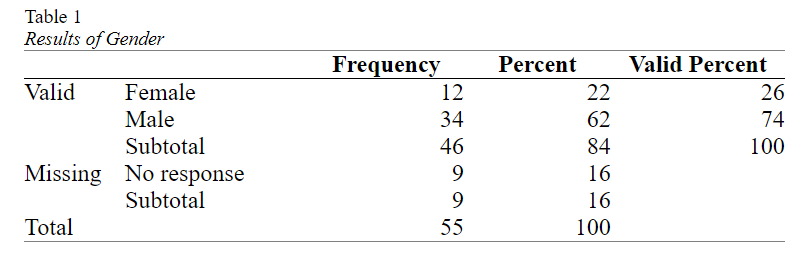 Table 1
Results of Gender
Frequency Percent Valid Percent
Valid Female 12 22 26
Male 34 62 74
Subtotal 46 84 100
Missing No response 9 16
Subtotal 9 16
Total 55 100